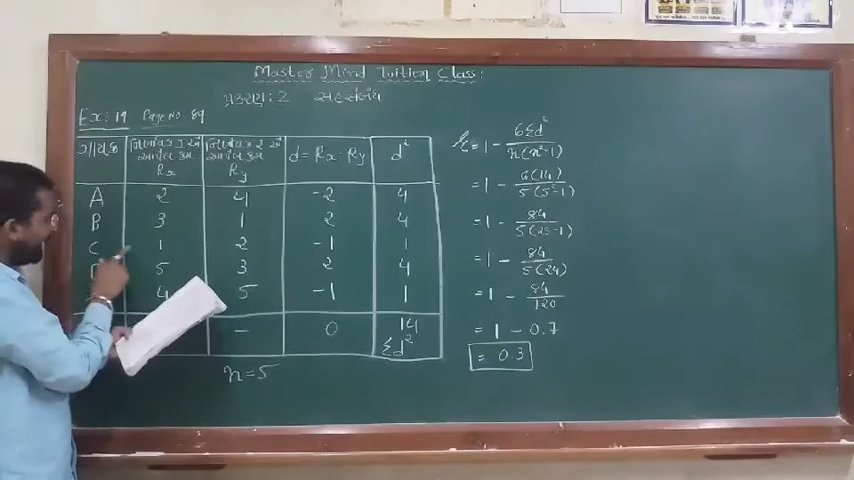 Master Mind Tuition Class:
પ્રકરણ: 2 સહસંબંધ
Ex: 19 Page No: 89
ગાયક નિર્ણાયક 1 એ આપેલ ક્રમ Rx નિર્ણાયક 2 એ આપેલ ક્રમ Ry d = Rx - Ry d²
A 2 4 -2 4
B 3 1 2 4
C 1 2 -1 1
D 5 3 2 4
4 5 -1 1
- 0 14 Σd²
n = 5
r = 1 - 6Σd² / n(n²-1)
= 1 - 6(14) / 5(5²-1)
= 1 - 84 / 5(25-1)
= 1 - 84 / 5(24)
= 1 - 84 / 120
= 1 - 0.7
= 0.3